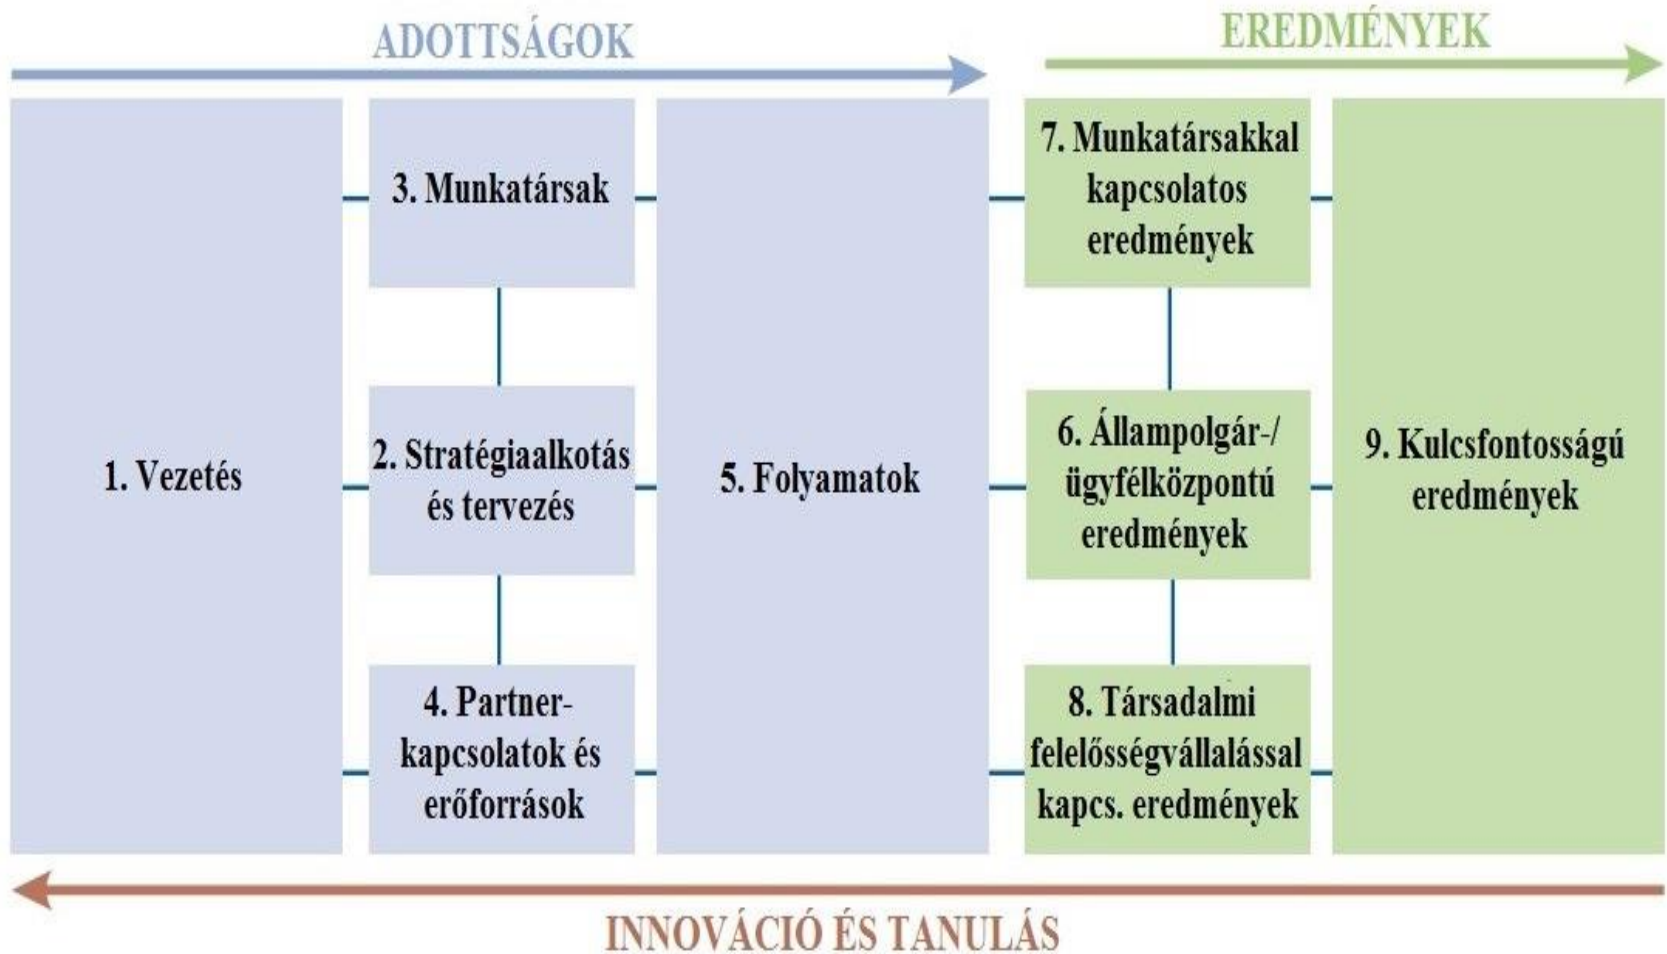 ADOTTSÁGOK
EREDMÉNYEK
1. Vezetés
3. Munkatársak
2. Stratégiaalkotás
és tervezés
4. Partner-
kapcsolatok és
erőforrások
5. Folyamatok
7. Munkatársakkal
kapcsolatos
eredmények
6. Állampolgár-/
ügyfélközpontú
eredmények
8. Társadalmi
felelősségvállalással
kapcs. eredmények
9. Kulcsfontosságú
eredmények
INNOVÁCIÓ ÉS TANULÁS